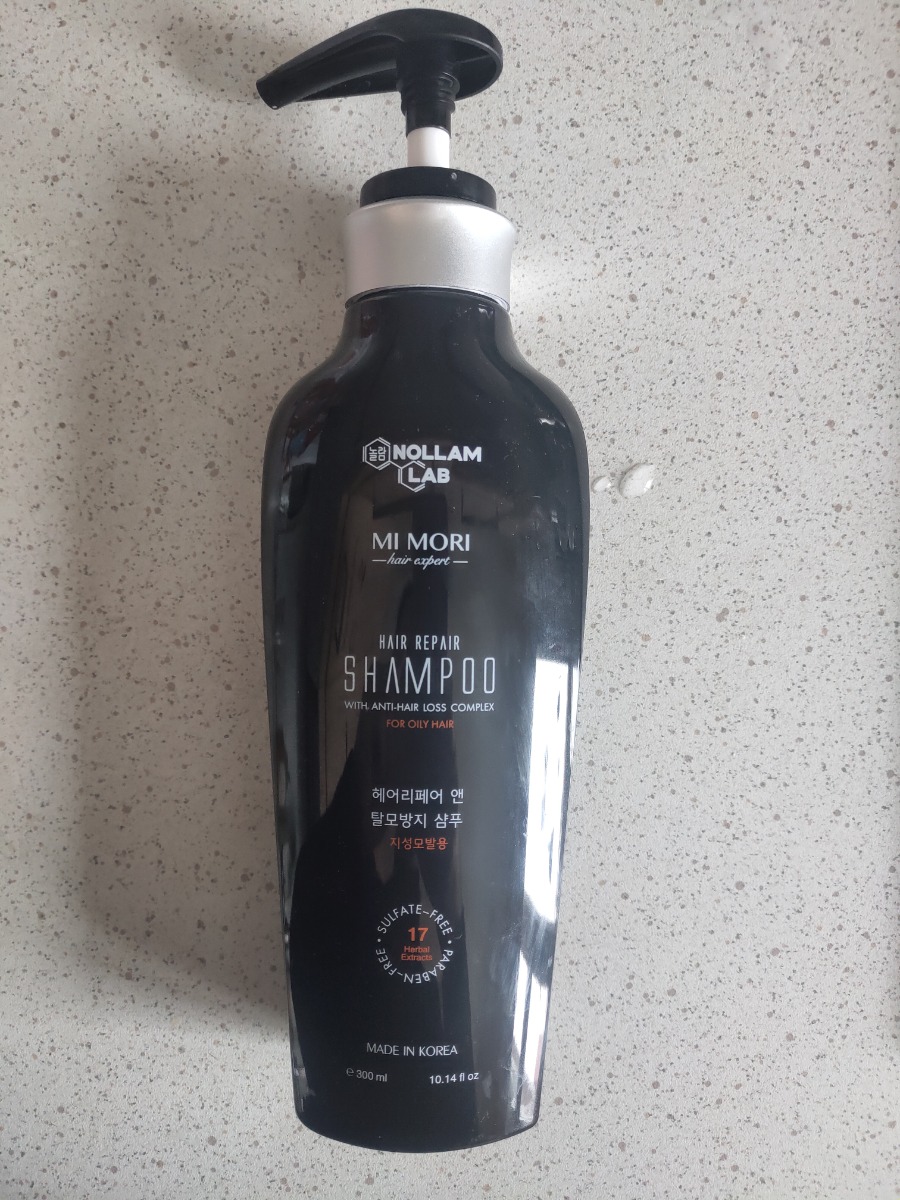 놀람 NOLLAM
LAB
MI MORI
hair expert
HAIR REPAIR
SHAMPOO
WITH ANTI-HAIR LOSS COMPLEX
FOR OILY HAIR
헤어리페어 앤
탈모방지 샴푸
지성모발용
SULFATE-FREE • PARABEN-FREE •
17
Herbal
Extracts
MADE IN KOREA
℮ 300 ml 10.14 fl oz